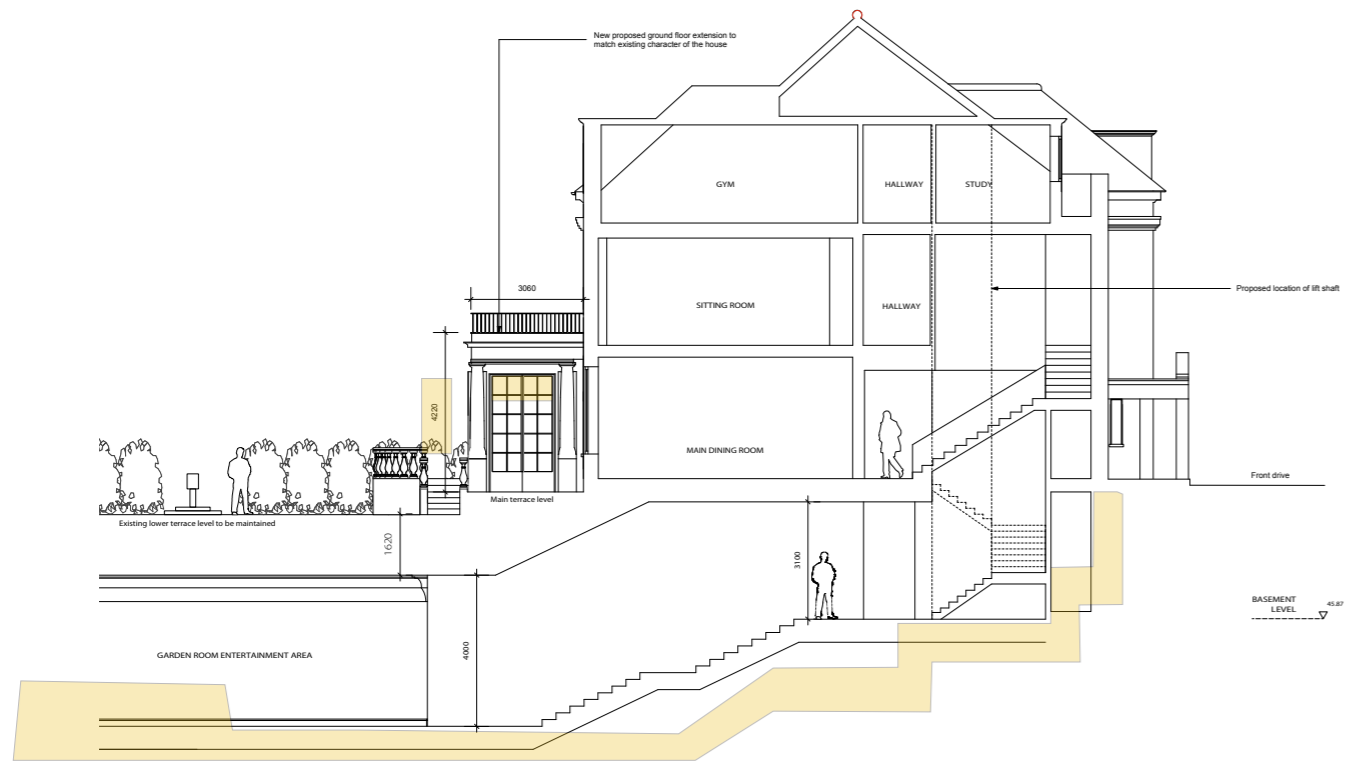 New proposed ground floor extension to
match existing character of the house
GYM
HALLWAY
STUDY
3060
Proposed location of lift shaft
SITTING ROOM
HALLWAY
4220
MAIN DINING ROOM
Front drive
Main terrace level
Existing lower terrace level to be maintained
1620
3100
BASEMENT
LEVEL
45.87
4000
GARDEN ROOM ENTERTAINMENT AREA